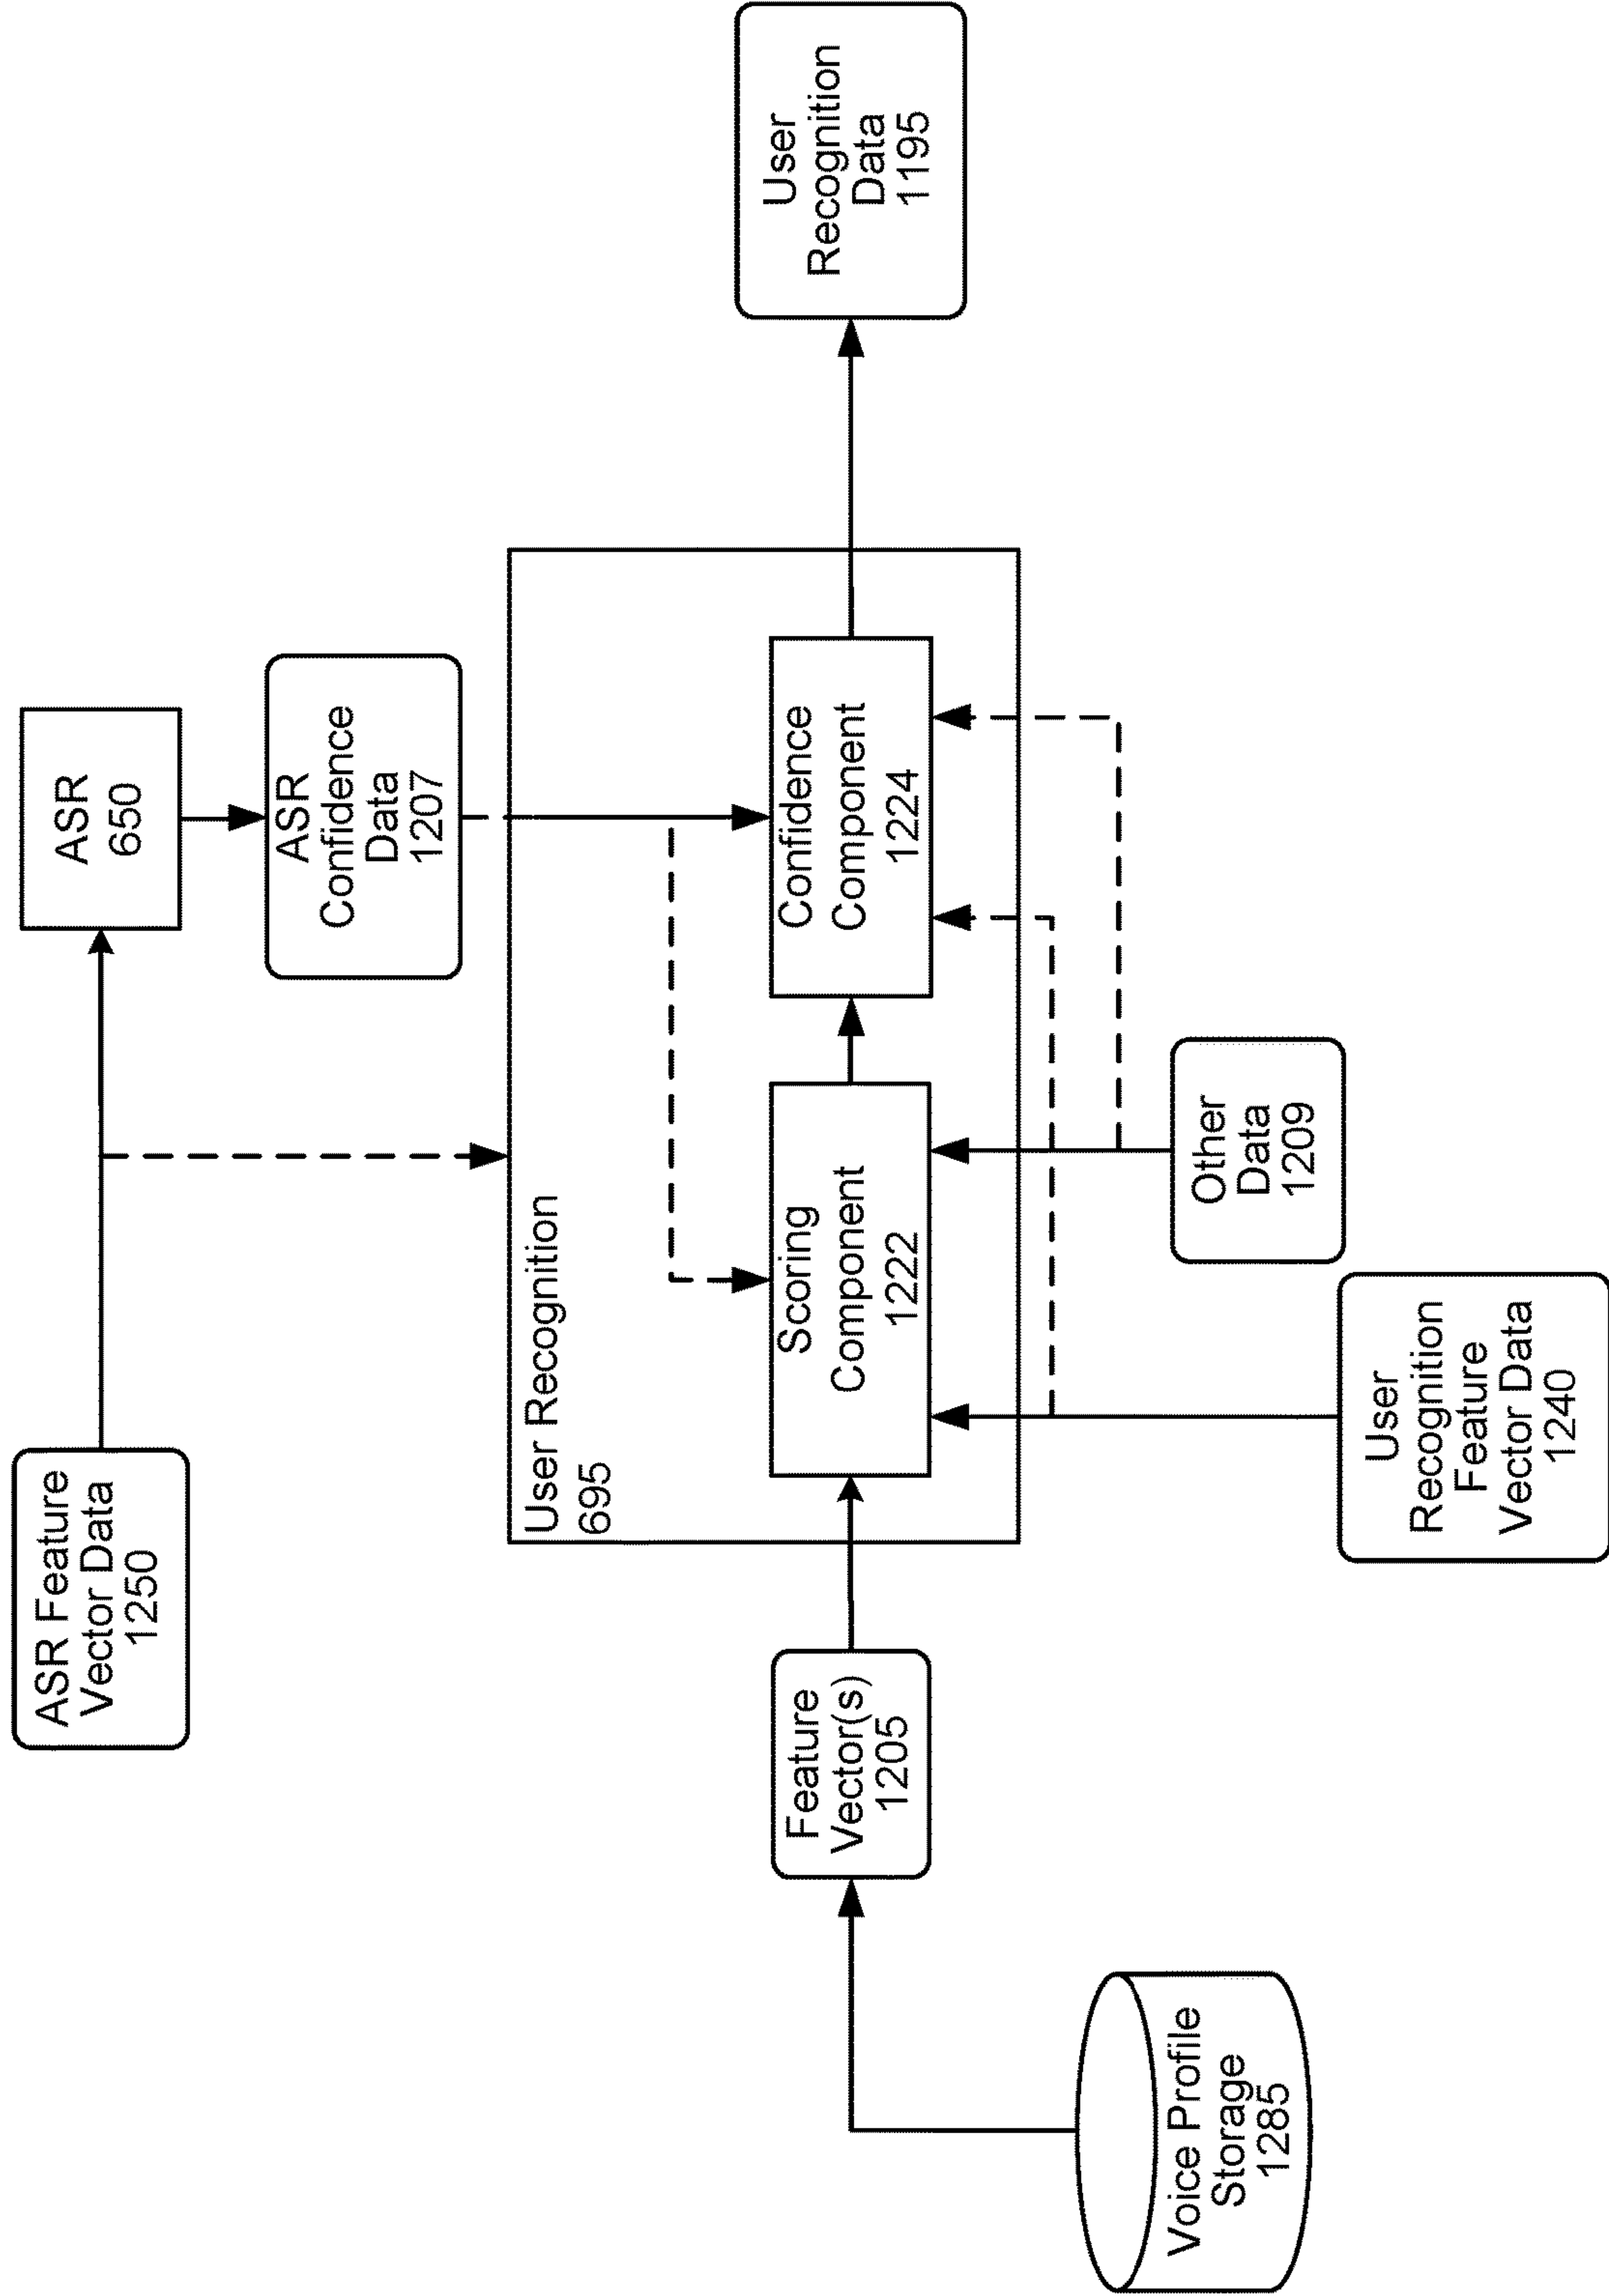 ASR Feature
Vector Data
1250
ASR
650
ASR
Confidence
Data
1207
User Recognition
695
Voice Profile
Storage
1285
Feature
Vector(s)
1205
Scoring
Component
1222
Confidence
Component
1224
User
Recognition
Data
1195
User
Recognition
Feature
Vector Data
1240
Other
Data
1209